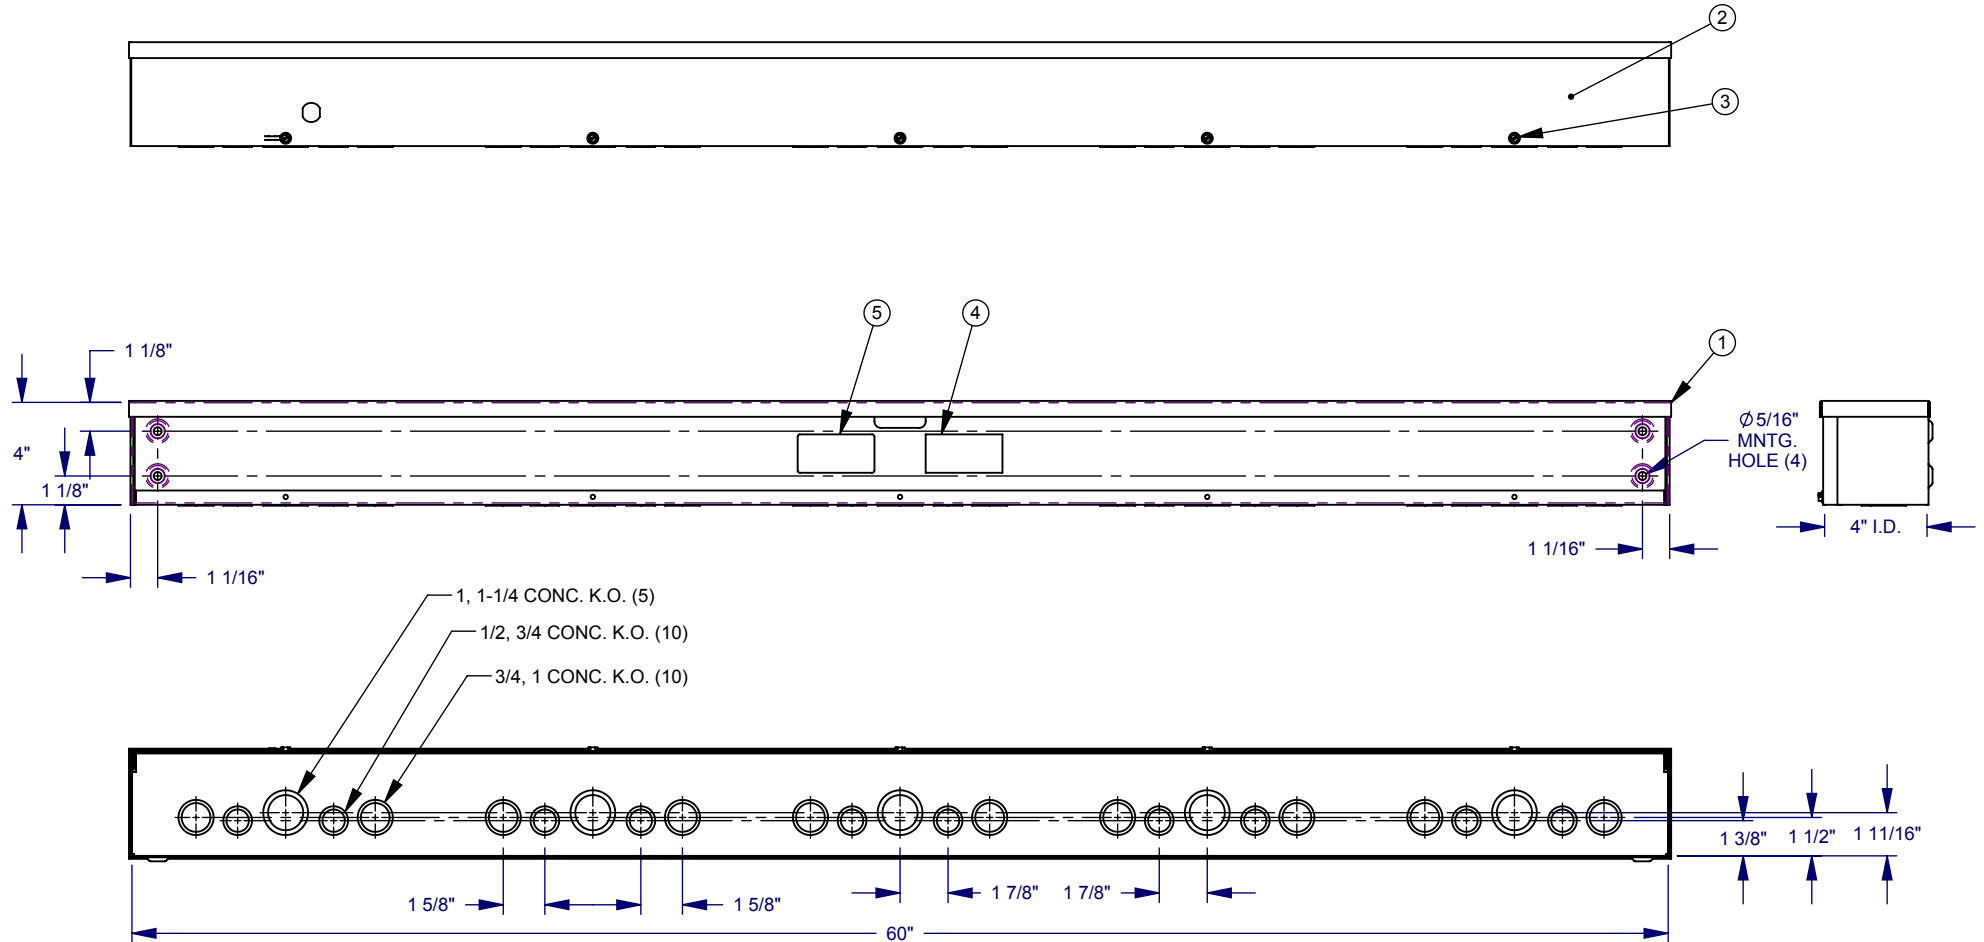 2
3
5
4
1
1 1/8"
4"
1 1/8"
1 1/16"
1 1/16"
Ø 5/16"
MNTG.
HOLE (4)
4" I.D.
1, 1-1/4 CONC. K.O. (5)
1/2, 3/4 CONC. K.O. (10)
3/4, 1 CONC. K.O. (10)
1 3/8"
1 1/2"
1 11/16"
1 5/8"
1 5/8"
1 7/8"
1 7/8"
60"